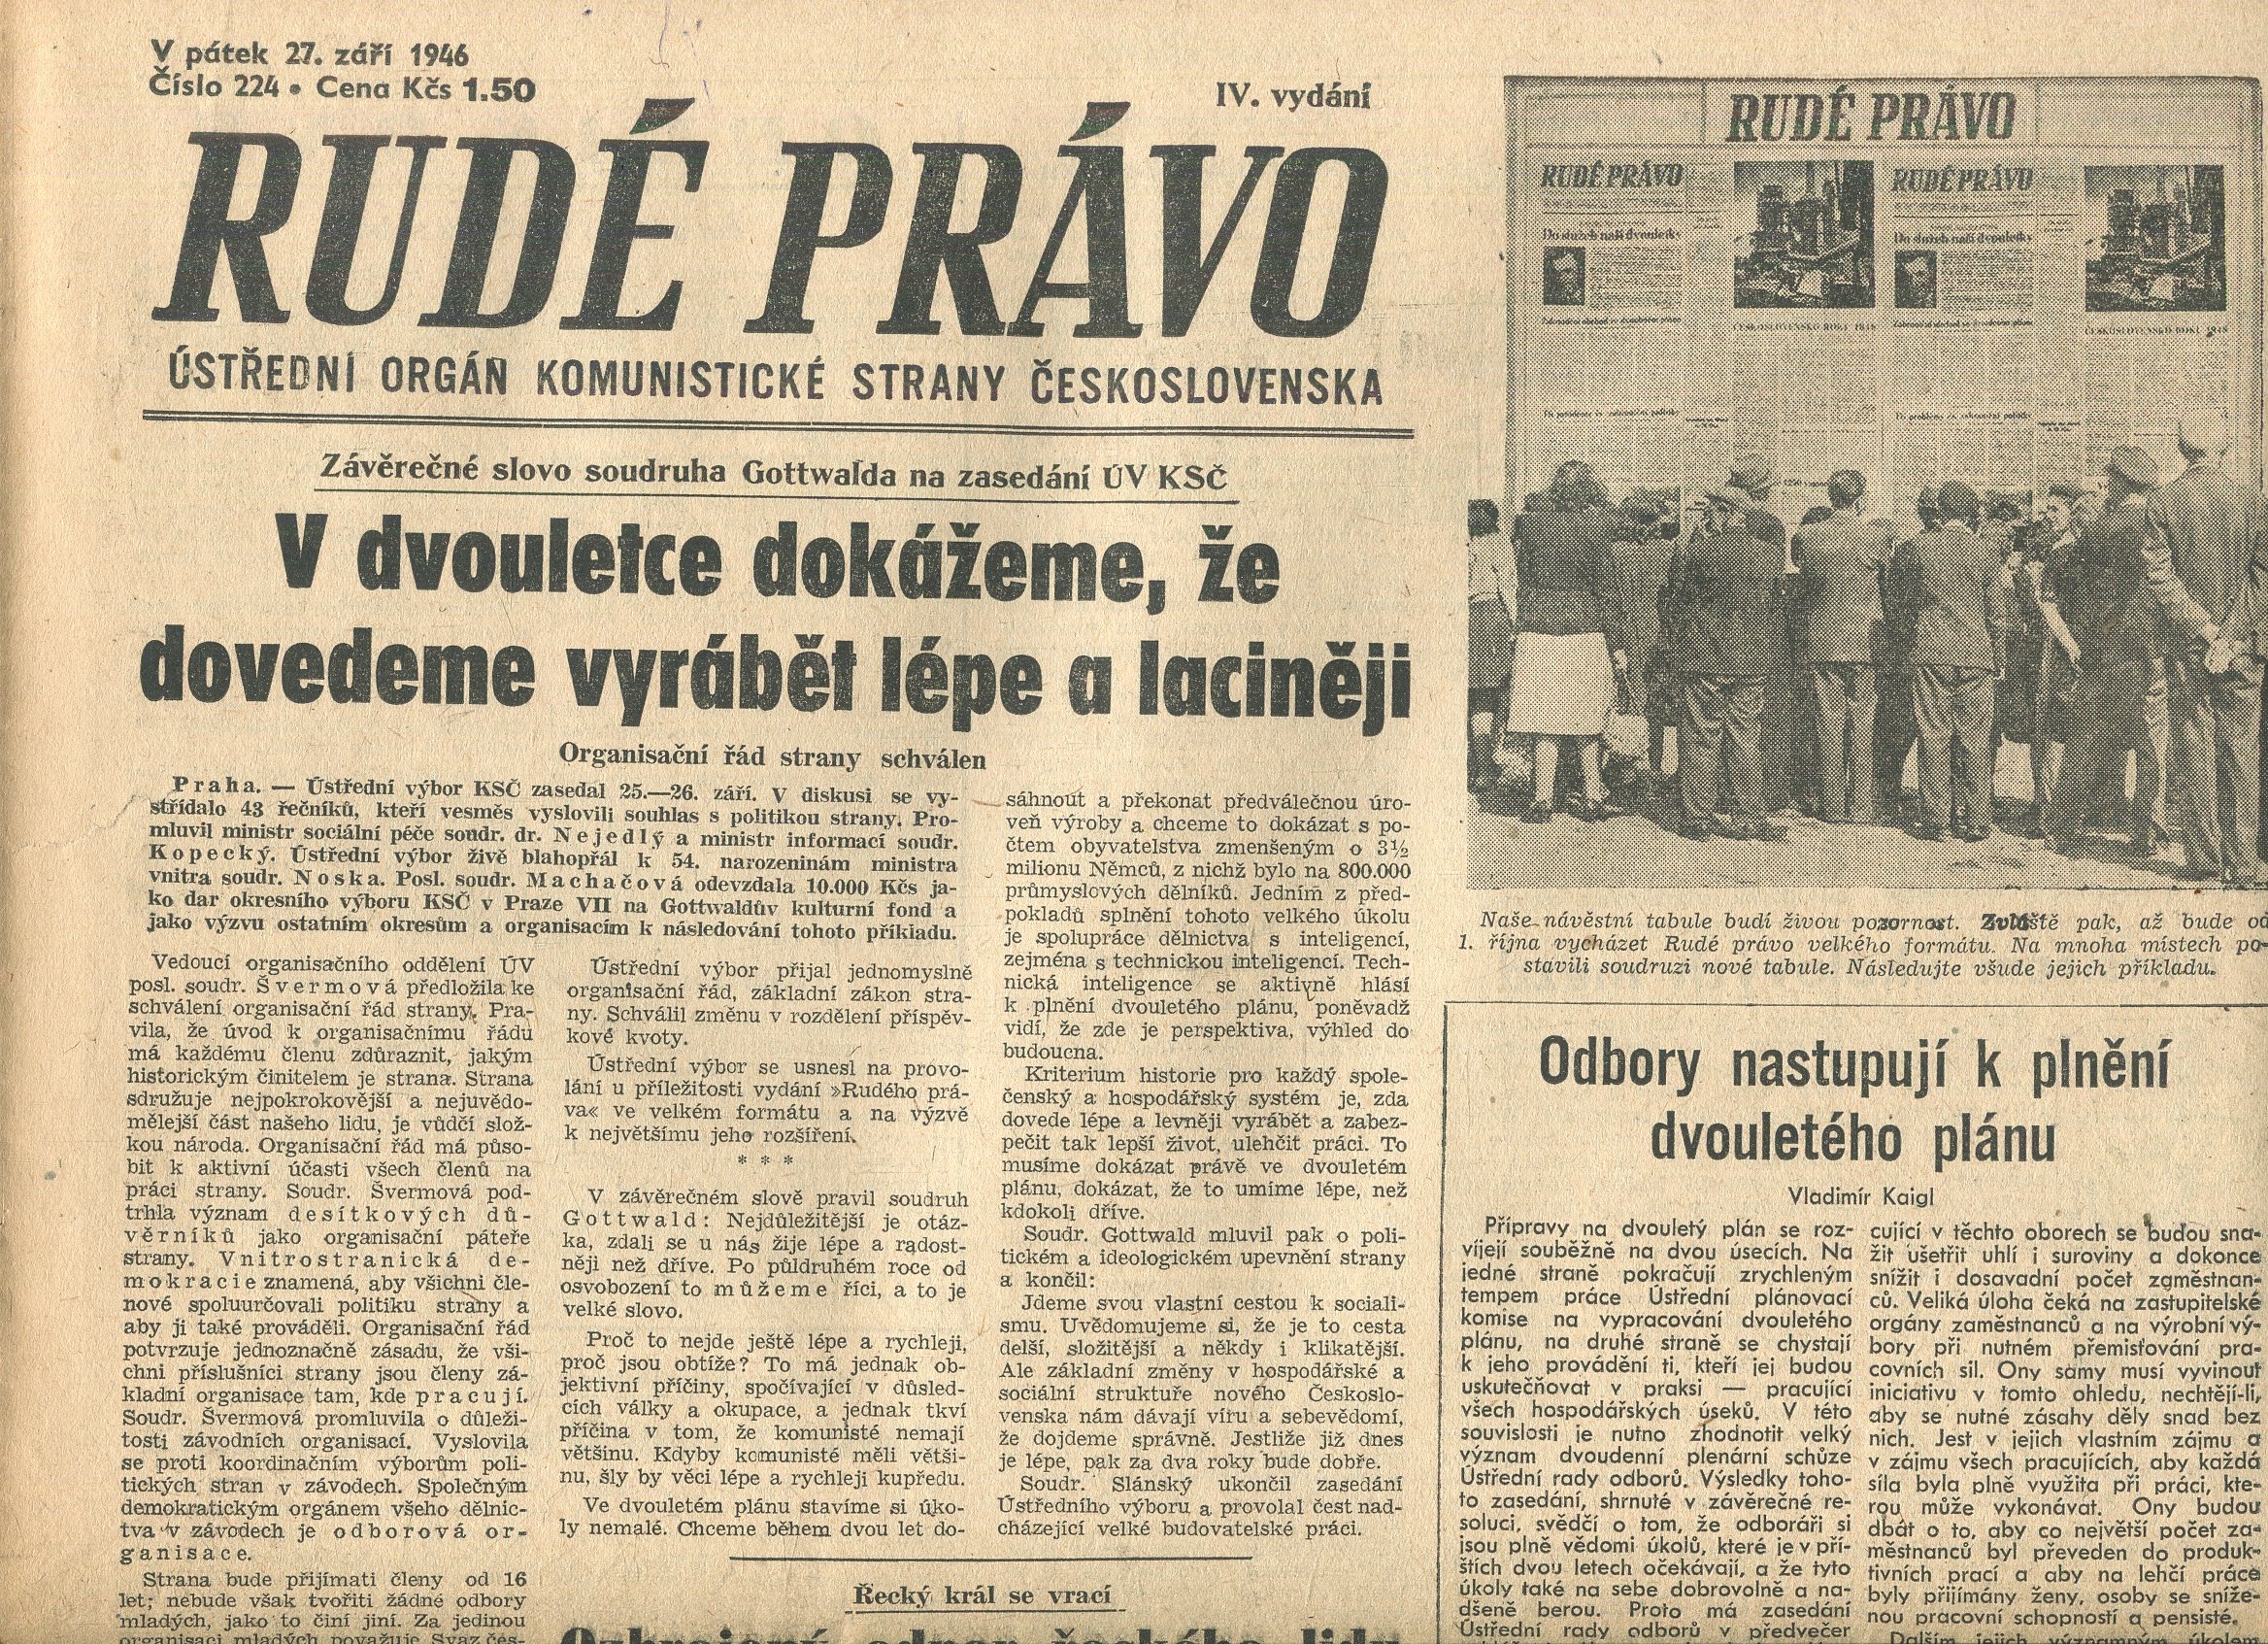 V pátek 27. září 1946
Číslo 224 • Cena Kčs 1.50
IV. vydání
RUDÉ PRÁVO
ÚSTŘEDNÍ ORGÁN KOMUNISTICKÉ STRANY ČESKOSLOVENSKA
Závěrečné slovo soudruha Gottwalda na zasedání ÚV KSČ
V dvouletce dokážeme, že
dovedeme vyrábět lépe a laciněji
Organisační řád strany schválen
Praha. — Ústřední výbor KSČ zasedal 25.—26. září. V diskusi se vy-
střídalo 43 řečníků, kteří vesměs vyslovili souhlas s politikou strany. Pro-
mluvil ministr sociální péče soudr. dr. Nejedlý a ministr informací soudr.
Kopecký. Ústřední výbor živě blahopřál k 54. narozeninám ministra
vnitra soudr. Noska. Posl. soudr. Machačová odevzdala 10.000 Kčs ja-
ko dar okresního výboru KSČ v Praze VII na Gottwaldův kulturní fond a
jako výzvu ostatním okresům a organisacím k následování tohoto příkladu.
Vedoucí organisačního oddělení ÚV
posl. soudr. Švermová předložila ke
schválení organisační řád strany. Pra-
vila, že úvod k organisačnímu řádu
má každému členu zdůraznit, jakým
historickým činitelem je strana. Strana
sdružuje nejpokrokovější a nejuvědo-
mělejší část našeho lidu, je vůdčí slož-
kou národa. Organisační řád má půso-
bit k aktivní účasti všech členů na
práci strany. Soudr. Švermová pod-
trhla význam desítkových dů-
věrníků jako organisační páteře
strany. Vnitrostranická de-
mokracie znamená, aby všichni čle-
nové spoluurčovali politiku strany a
aby ji také prováděli. Organisační řád
potvrzuje jednoznačně zásadu, že vši-
chni příslušníci strany jsou členy zá-
kladní organisace tam, kde pracují.
Soudr. Švermová promluvila o důleži-
tosti závodních organisací. Vyslovila
se proti koordinačním výborům poli-
tických stran v závodech. Společným
demokratickým orgánem všeho dělnic-
tva v závodech je odborová or-
ganisace.
Strana bude přijímati členy od 16
let; nebude však tvořiti žádné odbory
mladých, jako to činí jiní. Za jedinou
organisaci mladých považuje Svaz čes-
Ústřední výbor přijal jednomyslně
organisační řád, základní zákon stra-
ny. Schválil změnu v rozdělení příspěv-
kové kvoty.
Ústřední výbor se usnesl na provo-
lání u příležitosti vydání »Rudého prá-
va« ve velkém formátu a na výzvě
k největšímu jeho rozšíření.
* * *
V závěrečném slově pravil soudruh
Gottwald: Nejdůležitější je otáz-
ka, zdali se u nás žije lépe a radost-
něji než dříve. Po půldruhém roce od
osvobození to můžeme říci, a to je
velké slovo.
Proč to nejde ještě lépe a rychleji,
proč jsou obtíže? To má jednak ob-
jektivní příčiny, spočívající v důsled-
cích války a okupace, a jednak tkví
příčina v tom, že komunisté nemají
většinu. Kdyby komunisté měli větši-
nu, šly by věci lépe a rychleji kupředu.
Ve dvouletém plánu stavíme si úko-
ly nemalé. Chceme během dvou let do-
sáhnout a překonat předválečnou úro-
veň výroby a chceme to dokázat s po-
čtem obyvatelstva zmenšeným o 3½
milionu Němců, z nichž bylo na 800.000
průmyslových dělníků. Jedním z před-
pokladů splnění tohoto velkého úkolu
je spolupráce dělnictva s inteligencí,
zejména s technickou inteligencí. Tech-
nická inteligence se aktivně hlásí
k plnění dvouletého plánu, poněvadž
vidí, že zde je perspektiva, výhled do
budoucna.
Kriterium historie pro každý spole-
čenský a hospodářský systém je, zda
dovede lépe a levněji vyrábět a zabez-
pečit tak lepší život, ulehčit práci. To
musíme dokázat právě ve dvouletém
plánu, dokázat, že to umíme lépe, než
kdokoli dříve.
Soudr. Gottwald mluvil pak o poli-
tickém a ideologickém upevnění strany
a končil:
Jdeme svou vlastní cestou k sociali-
smu. Uvědomujeme si, že je to cesta
delší, složitější a někdy i klikatější.
Ale základní změny v hospodářské a
sociální struktuře nového Českoslo-
venska nám dávají víru a sebevědomí,
že dojdeme správně. Jestliže již dnes
je lépe, pak za dva roky bude dobře.
Soudr. Slánský ukončil zasedání
Ústředního výboru a provolal čest nad-
cházející velké budovatelské práci.
Řecký král se vrací
RUDÉ PRÁVO
RUDÉ PRÁVO
RUDÉ PRÁVO
Do služeb naší dvouletky
Do služeb naší dvouletky
Naše návěstní tabule budí živou pozornost. Zvláště pak, až bude od
1. října vycházet Rudé právo velkého formátu. Na mnoha místech po-
stavili soudruzi nové tabule. Následujte všude jejich příkladu.
Odbory nastupují k plnění
dvouletého plánu
Vladimír Kaigl
Přípravy na dvouletý plán se roz-
víjejí souběžně na dvou úsecích. Na
jedné straně pokračují zrychleným
tempem práce Ústřední plánovací
komise na vypracování dvouletého
plánu, na druhé straně se chystají
k jeho provádění ti, kteří jej budou
uskutečňovat v praksi — pracující
všech hospodářských úseků. V této
souvislosti je nutno zhodnotit velký
význam dvoudenní plenární schůze
Ústřední rady odborů. Výsledky toho-
to zasedání, shrnuté v závěrečné re-
soluci, svědčí o tom, že odboráři si
jsou plně vědomi úkolů, které je v pří-
štích dvou letech očekávají, a že tyto
úkoly také na sebe dobrovolně a na-
dšeně berou. Proto má zasedání
Ústřední rady odborů v předvečer
cující v těchto oborech se budou sna-
žit ušetřit uhlí i suroviny a dokonce
snížit i dosavadní počet zaměstnan-
ců. Veliká úloha čeká na zastupitelské
orgány zaměstnanců a na výrobní vý-
bory při nutném přemisťování pra-
covních sil. Ony samy musí vyvinout
iniciativu v tomto ohledu, nechtějí-li,
aby se nutné zásahy děly snad bez
nich. Jest v jejich vlastním zájmu a
v zájmu všech pracujících, aby každá
síla byla plně využita při práci, kte-
rou může vykonávat. Ony budou
dbát o to, aby co největší počet za-
městnanců byl převeden do produk-
tivních prací a aby na lehčí práce
byly přijímány ženy, osoby se sníže-
nou pracovní schopností a pensisté.